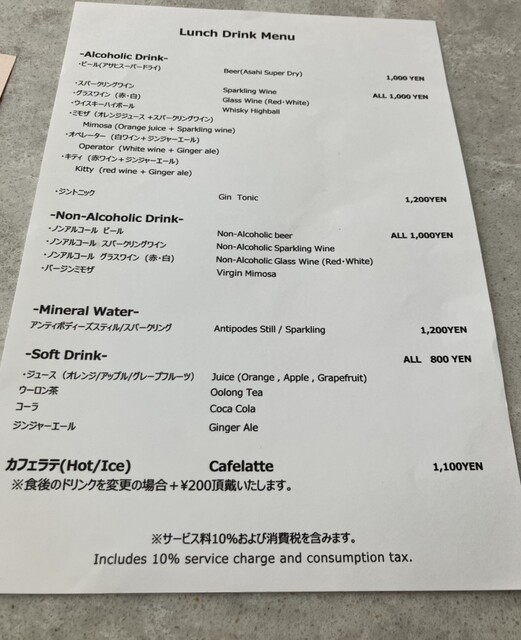 Lunch Drink Menu
-Alcoholic Drink-
・ビール(アサヒスーパードライ) Beer(Asahi Super Dry) 1,000 YEN
・スパークリングワイン Sparkling Wine ALL 1,000 YEN
・グラスワイン (赤・白) Glass Wine (Red・White)
・ウイスキーハイボール Whisky Highball
・ミモザ (オレンジジュース +スパークリングワイン)
Mimosa (Orange juice + Sparkling wine)
・オペレーター (白ワイン+ジンジャーエール)
Operator (White wine + Ginger ale)
・キティ (赤ワイン+ジンジャーエール)
Kitty (red wine + Ginger ale)
・ジントニック Gin Tonic 1,200YEN
-Non-Alcoholic Drink-
・ノンアルコール ビール Non-Alcoholic beer ALL 1,000YEN
・ノンアルコール スパークリングワイン Non-Alcoholic Sparkling Wine
・ノンアルコール グラスワイン (赤・白) Non-Alcoholic Glass Wine (Red・White)
・バージンミモザ Virgin Mimosa
-Mineral Water-
アンティポディーズスティル/スパークリング Antipodes Still / Sparkling 1,200YEN
-Soft Drink- ALL 800 YEN
・ジュース (オレンジ/アップル/グレープフルーツ) Juice (Orange , Apple , Grapefruit)
ウーロン茶 Oolong Tea
コーラ Coca Cola
ジンジャーエール Ginger Ale
カフェラテ(Hot/Ice) Cafelatte 1,100YEN
※食後のドリンクを変更の場合+¥200頂戴いたします。
※サービス料10%および消費税を含みます。
Includes 10% service charge and consumption tax.